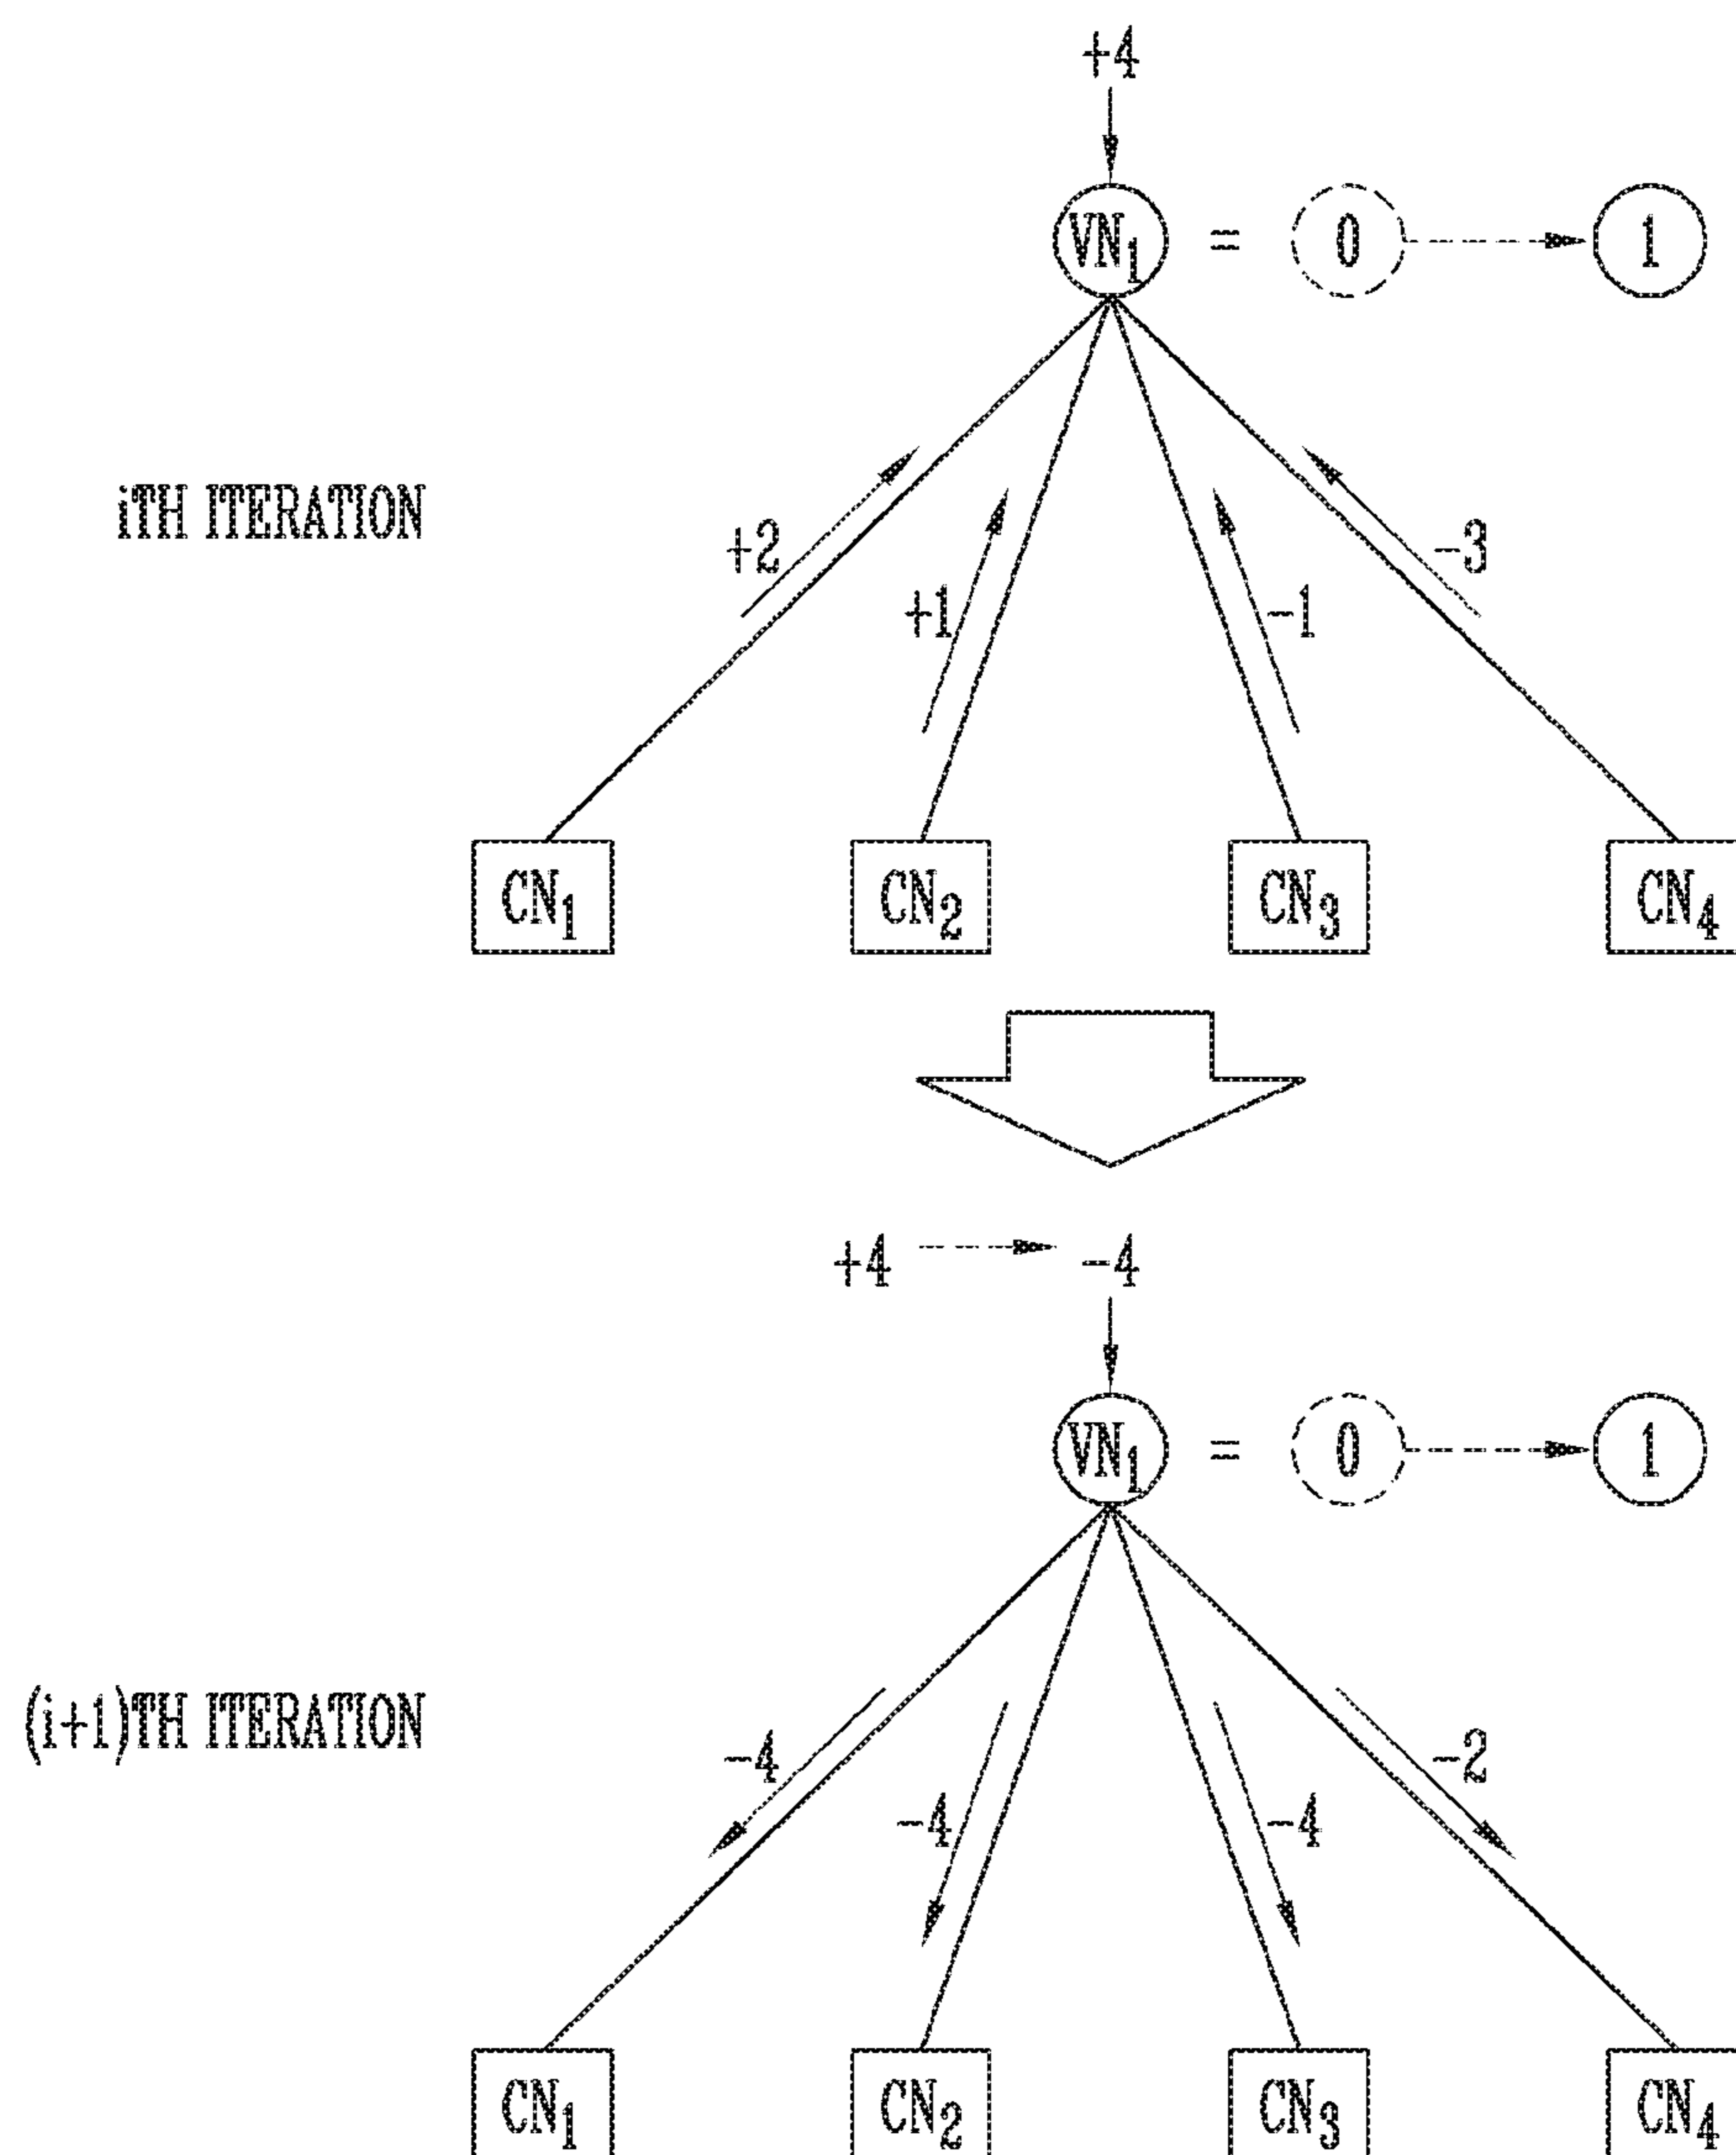 +4
VN1 = 0 1
iTH ITERATION
+2 +1 -1 -3
CN1 CN2 CN3 CN4
+4 -4
VN1 = 0 1
(i+1)TH ITERATION
-4 -4 -4 -2
CN1 CN2 CN3 CN4